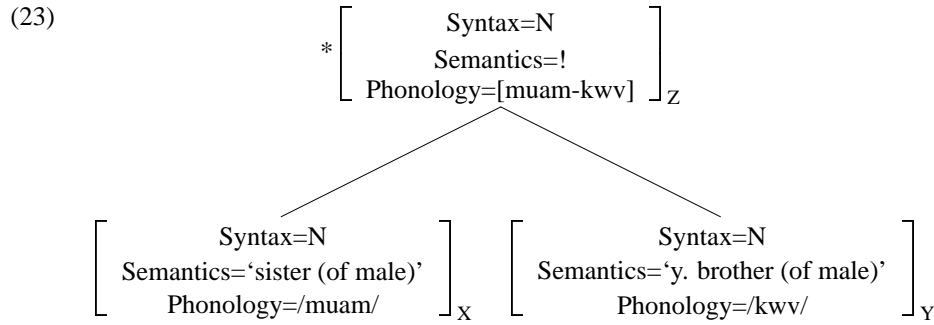 (23)
* [ Syntax=N
Semantics=!
Phonology=[muam-kwv] ]Z
[ Syntax=N
Semantics=‘sister (of male)’
Phonology=/muam/ ]X
[ Syntax=N
Semantics=‘y. brother (of male)’
Phonology=/kwv/ ]Y